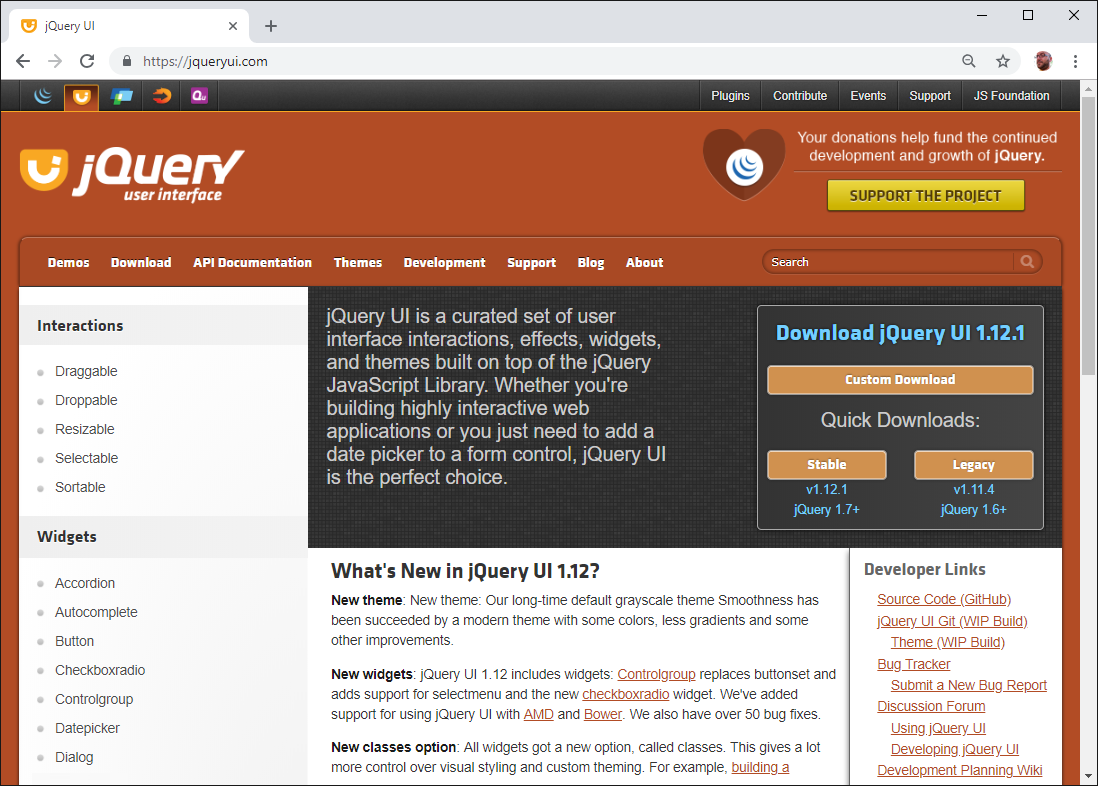 jQuery UI
https://jqueryui.com
Plugins
Contribute
Events
Support
JS Foundation
jQuery
user interface
Your donations help fund the continued
development and growth of jQuery.
SUPPORT THE PROJECT
Demos
Download
API Documentation
Themes
Development
Support
Blog
About
Search
Interactions
Draggable
Droppable
Resizable
Selectable
Sortable
Widgets
Accordion
Autocomplete
Button
Checkboxradio
Controlgroup
Datepicker
Dialog
jQuery UI is a curated set of user
interface interactions, effects, widgets,
and themes built on top of the jQuery
JavaScript Library. Whether you're
building highly interactive web
applications or you just need to add a
date picker to a form control, jQuery UI
is the perfect choice.
Download jQuery UI 1.12.1
Custom Download
Quick Downloads:
Stable
v1.12.1
jQuery 1.7+
Legacy
v1.11.4
jQuery 1.6+
What's New in jQuery UI 1.12?
New theme: New theme: Our long-time default grayscale theme Smoothness has
been succeeded by a modern theme with some colors, less gradients and some
other improvements.
New widgets: jQuery UI 1.12 includes widgets: Controlgroup replaces buttonset and
adds support for selectmenu and the new checkboxradio widget. We've added
support for using jQuery UI with AMD and Bower. We also have over 50 bug fixes.
New classes option: All widgets got a new option, called classes. This gives a lot
more control over visual styling and custom theming. For example, building a
Developer Links
Source Code (GitHub)
jQuery UI Git (WIP Build)
Theme (WIP Build)
Bug Tracker
Submit a New Bug Report
Discussion Forum
Using jQuery UI
Developing jQuery UI
Development Planning Wiki